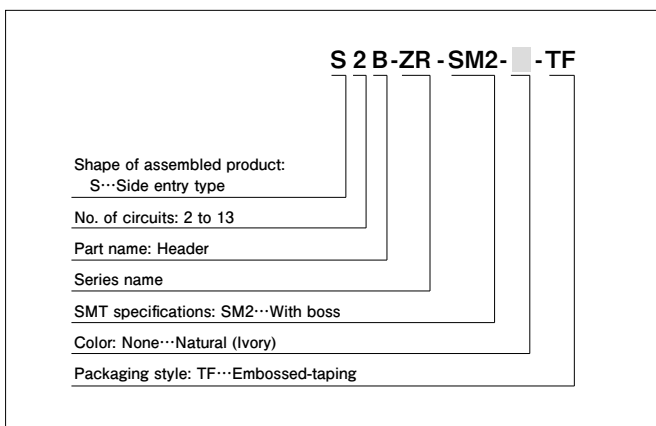 S 2 B-ZR-SM2- -TF
Shape of assembled product:
S…Side entry type
No. of circuits: 2 to 13
Part name: Header
Series name
SMT specifications: SM2…With boss
Color: None…Natural (Ivory)
Packaging style: TF…Embossed-taping